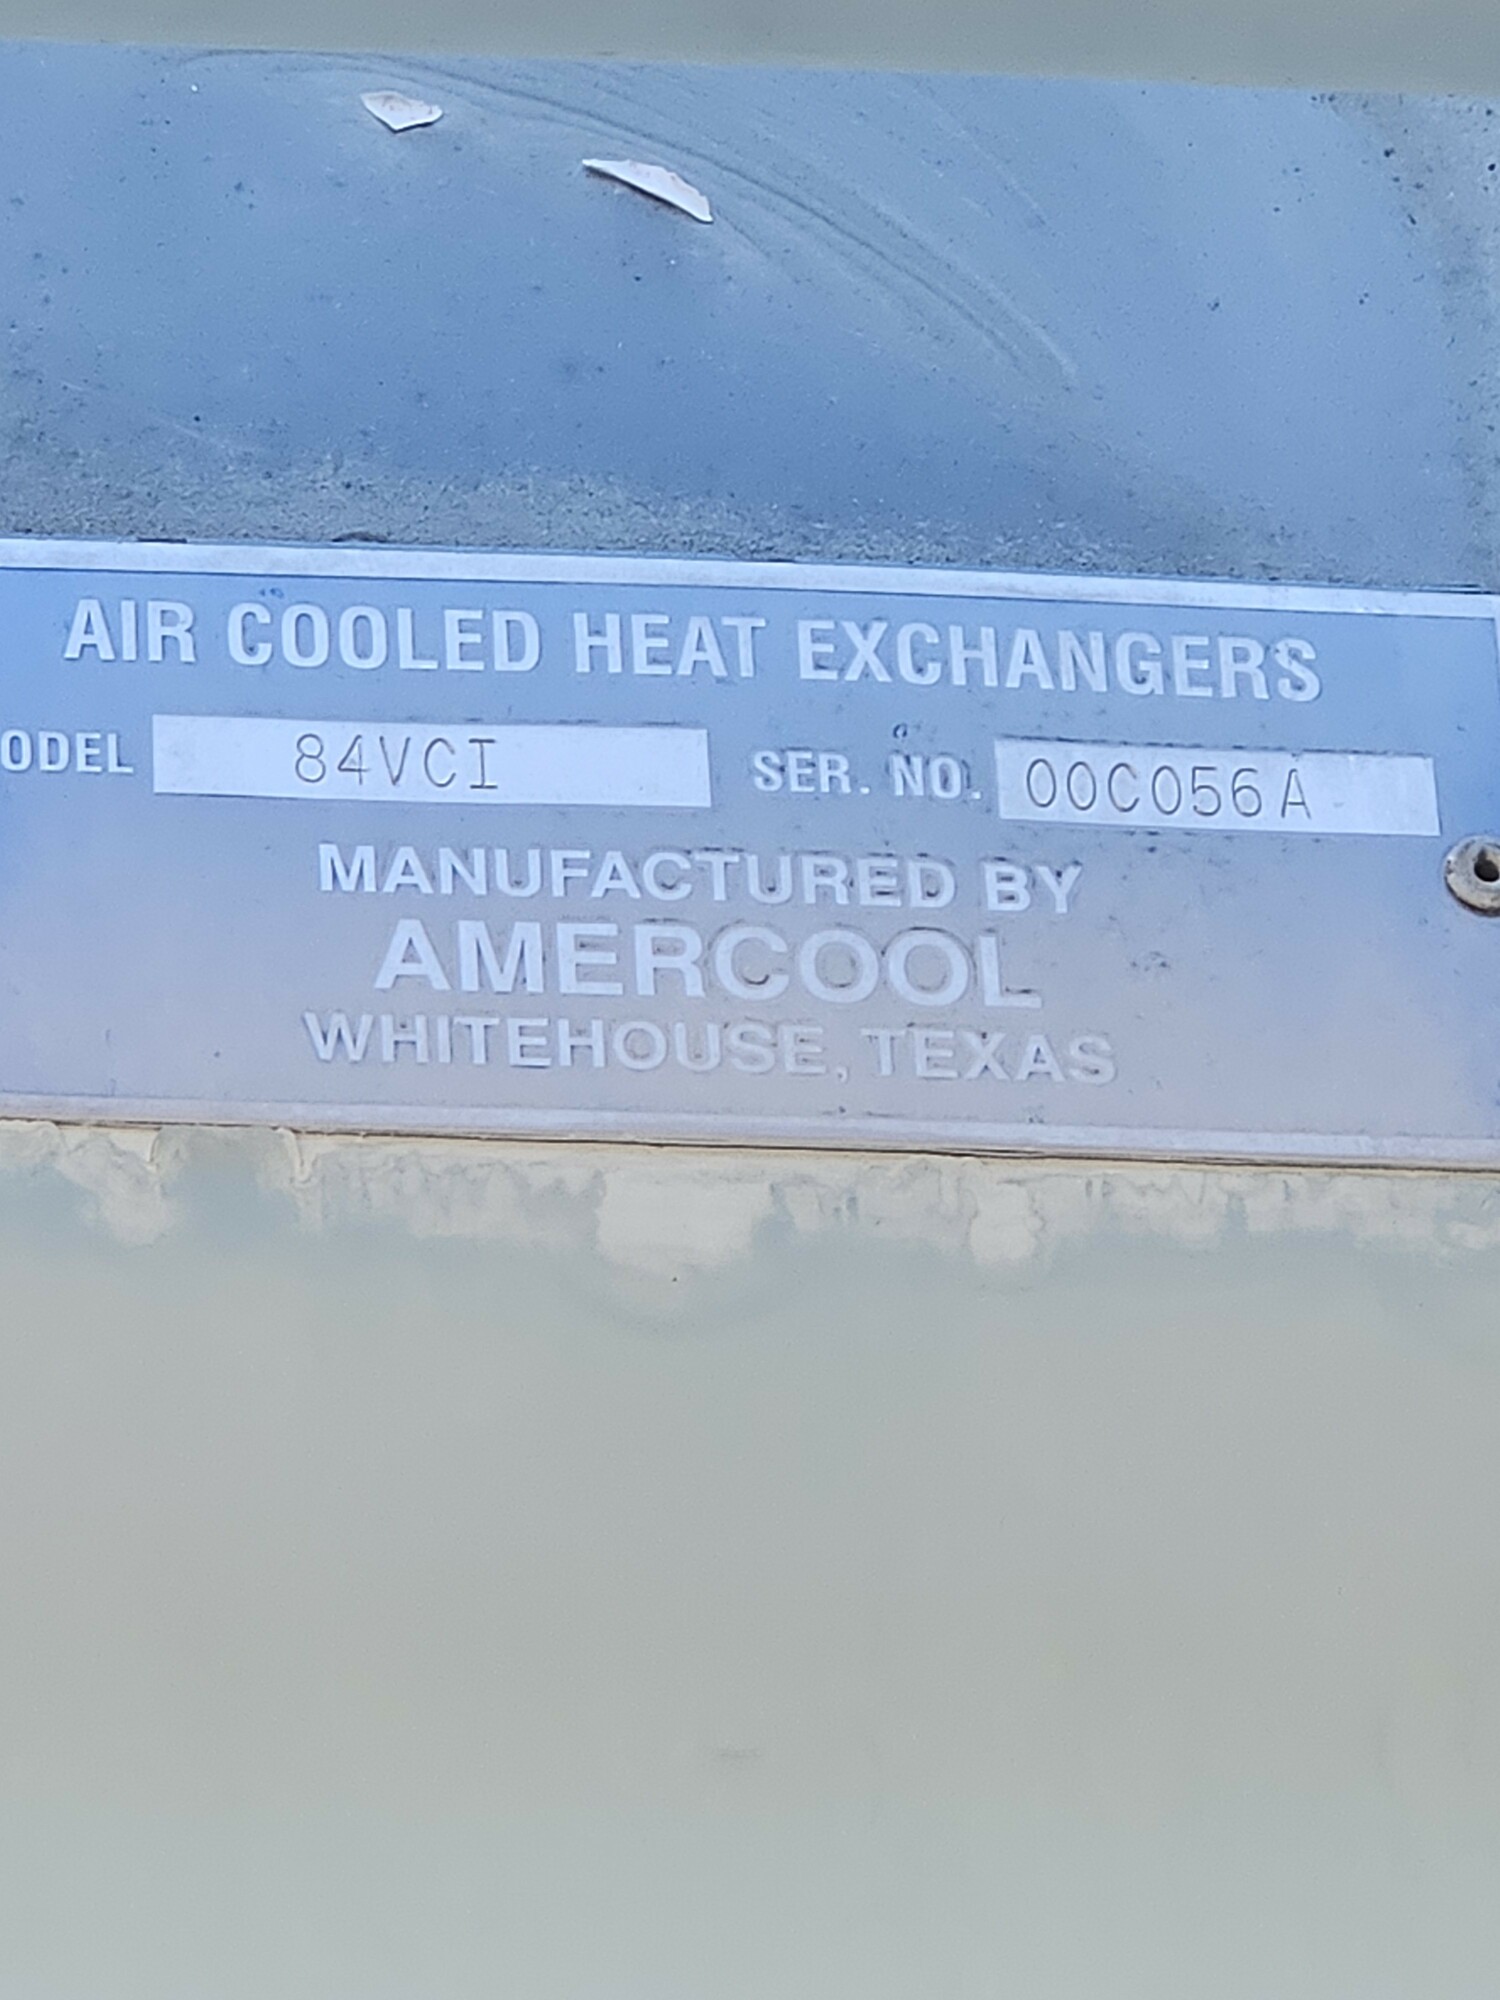 AIR COOLED HEAT EXCHANGERS
ODEL 84VCI SER. NO. 00C056A
MANUFACTURED BY
AMERCOOL
WHITEHOUSE, TEXAS